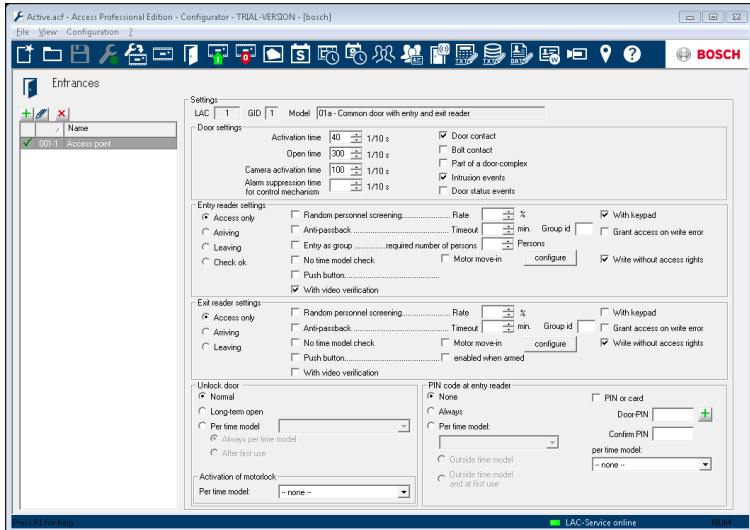 Active.acf - Access Professional Edition - Configurator - TRIAL-VERSION - [bosch]
File View Configuration ?
BOSCH
Entrances
Name
001-1 Access point
Settings
LAC 1 GID 1 Model 01a - Common door with entry and exit reader
Door settings
Activation time 40 1/10 s Door contact
Open time 300 1/10 s Bolt contact
Camera activation time 100 1/10 s Part of a door-complex
Alarm suppression time for control mechanism 1/10 s Intrusion events
Door status events
Entry reader settings
Access only Random personnel screening..................... Rate % With keypad
Arriving Anti-passback ........................................ Timeout min. Group id Grant access on write error
Leaving Entry as group ..............required number of persons Persons
Check ok No time model check Motor move-in configure Write without access rights
Push button.....................................
With video verification
Exit reader settings
Access only Random personnel screening..................... Rate % With keypad
Arriving Anti-passback ........................................ Timeout min. Group id Grant access on write error
Leaving No time model check Motor move-in configure Write without access rights
Push button..................................... enabled when armed
With video verification
Unlock door
Normal
Long-term open
Per time model
Always per time model
After first use
Activation of motorlock
Per time model: -- none --
PIN code at entry reader
None PIN or card
Always Door-PIN
Per time model: Confirm PIN
per time model:
Outside time model -- none --
Outside time model
and at first use
Press F1 for help LAC-Service online NUM